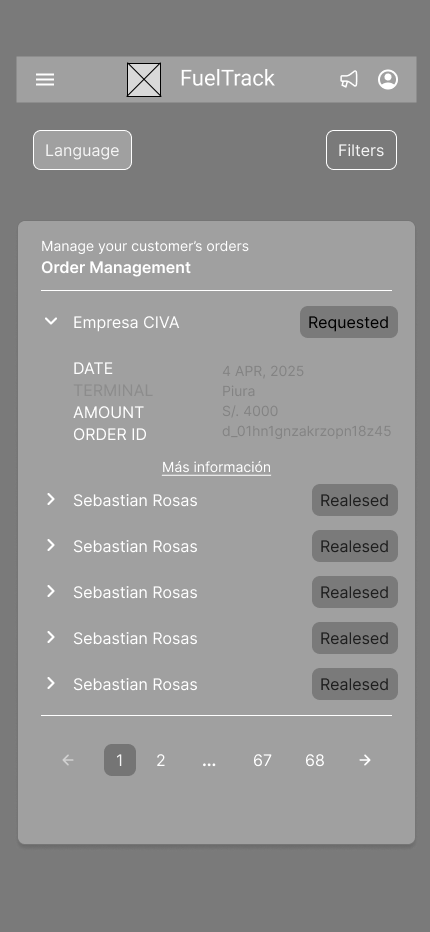 FuelTrack
Language
Filters
Manage your customer's orders
Order Management
Empresa CIVA
Requested
DATE
4 APR, 2025
TERMINAL
Piura
AMOUNT
S/. 4000
ORDER ID
d_01hn1gnzakrzopn18z45
Más información
Sebastian Rosas
Realesed
Sebastian Rosas
Realesed
Sebastian Rosas
Realesed
Sebastian Rosas
Realesed
Sebastian Rosas
Realesed
1 2 ... 67 68